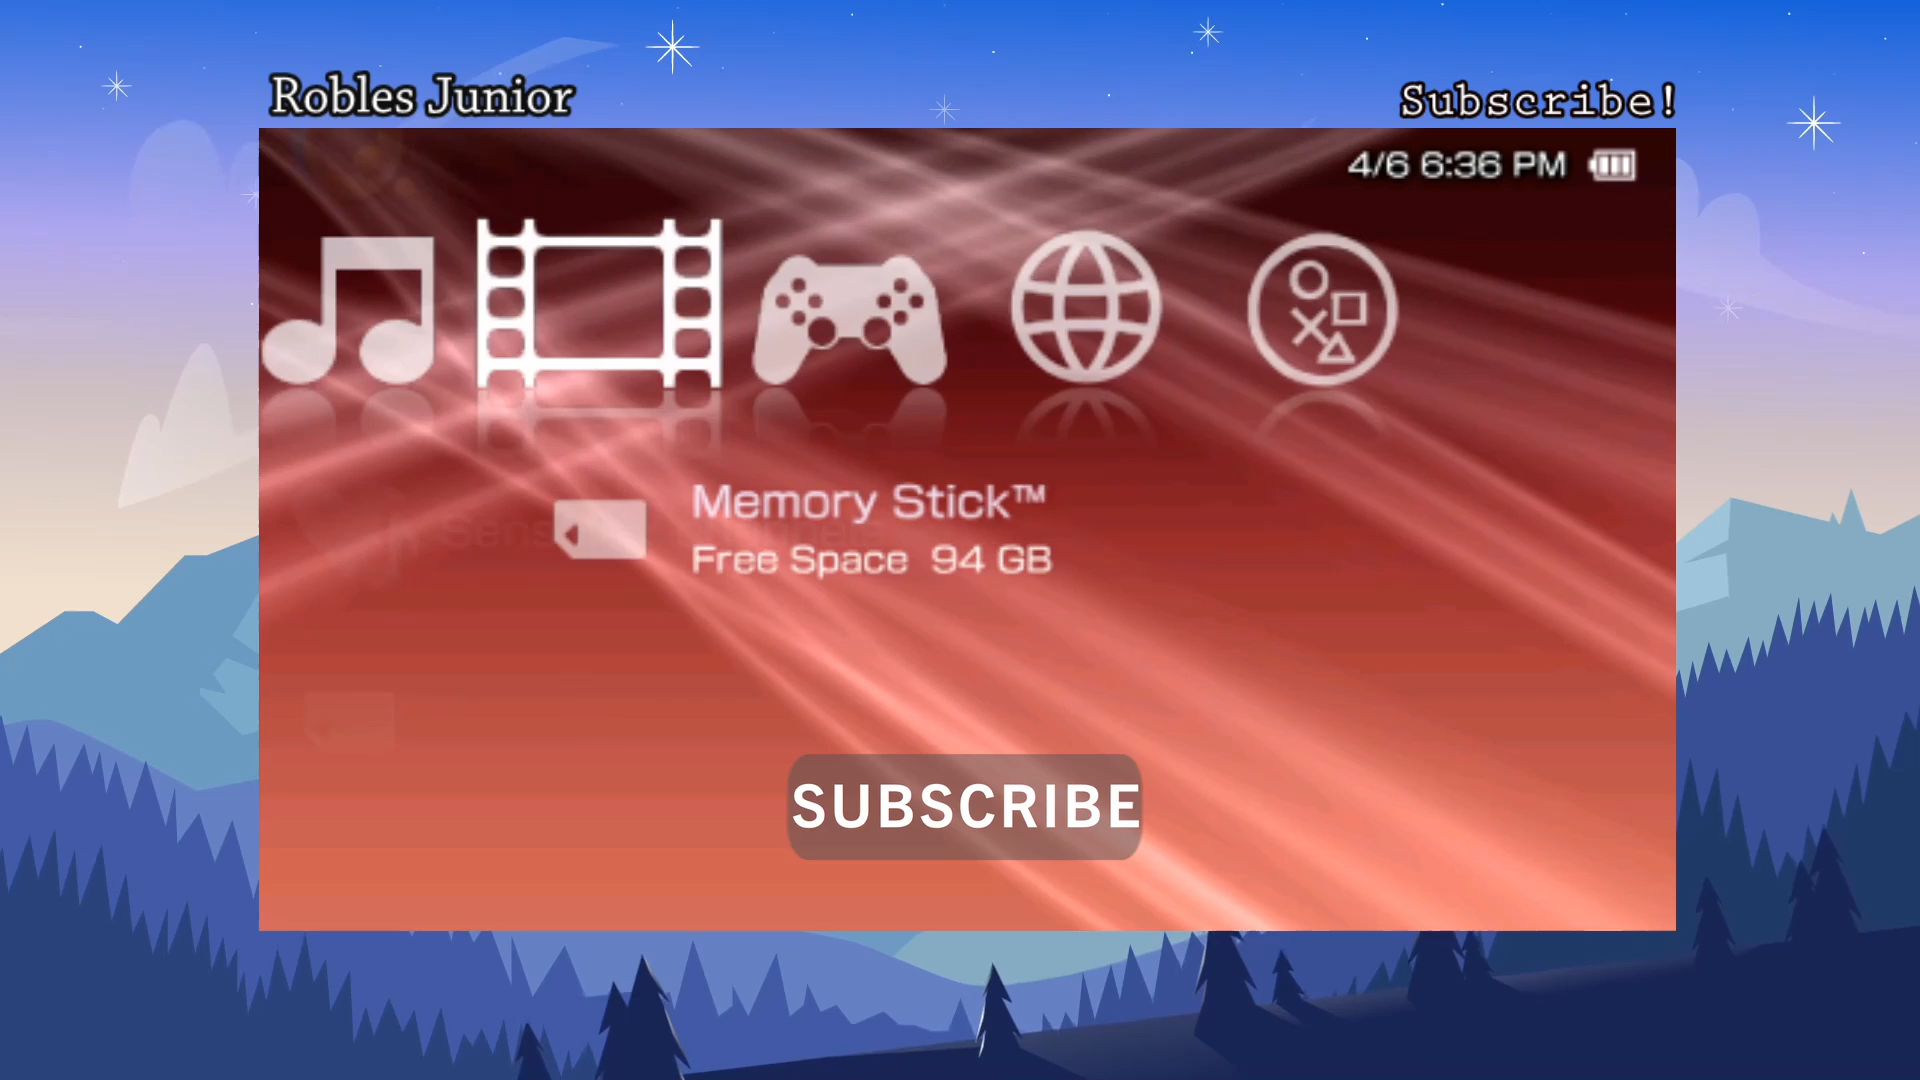 Robles Junior
Subscribe!
4/6 6:36 PM
Memory Stick™
Free Space 94 GB
SUBSCRIBE